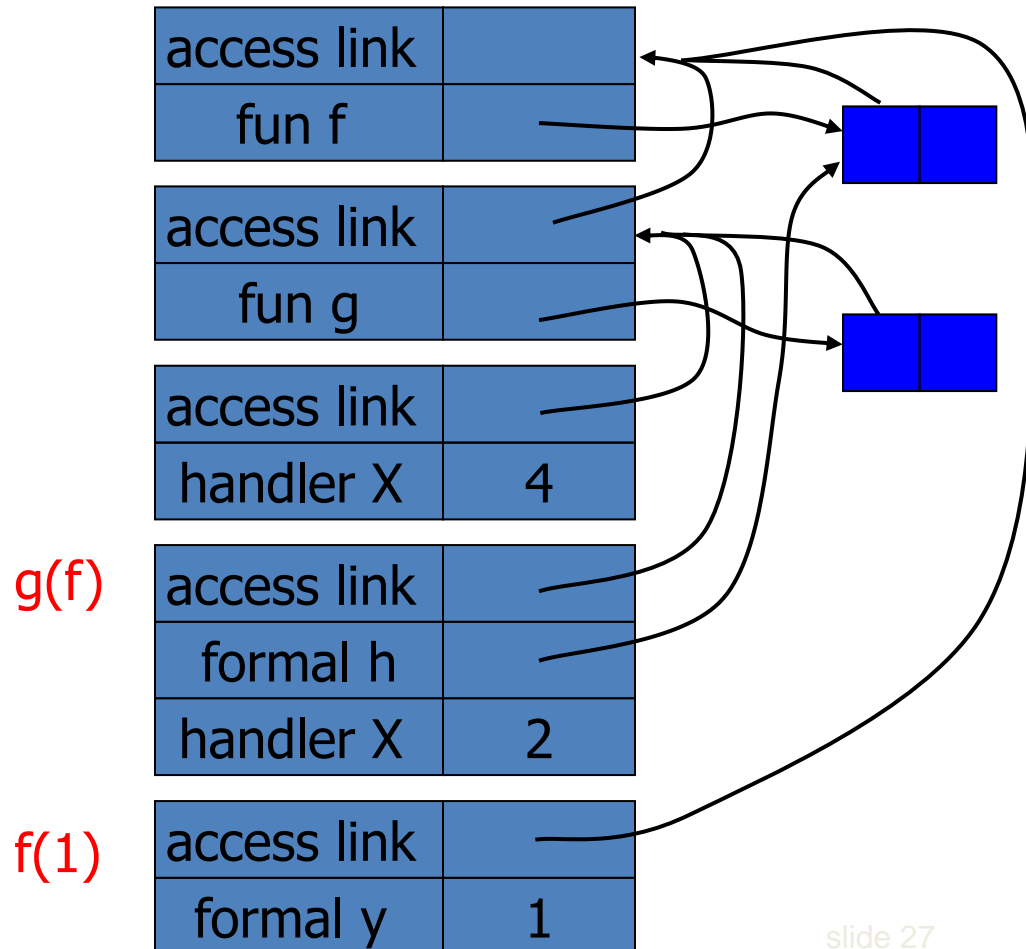 access link
fun f
access link
fun g
access link
handler X 4
g(f)
access link
formal h
handler X 2
f(1)
access link
formal y 1
slide 27